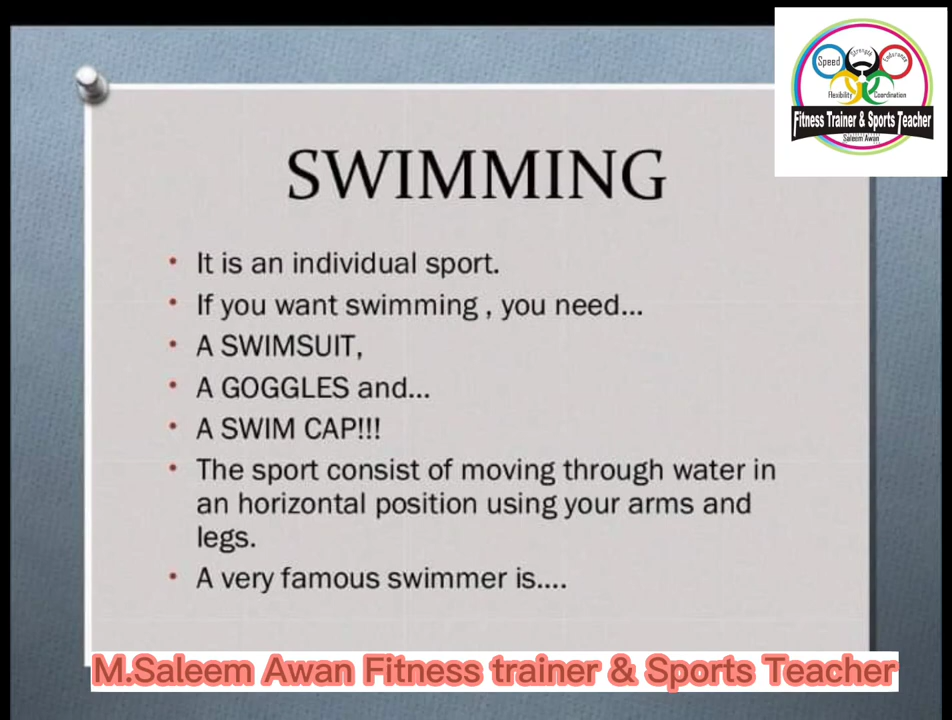 Speed
Strength
Endurance
Flexibility
Coordination
Fitness Trainer & Sports Teacher
Saleem Awan
SWIMMING
• It is an individual sport.
• If you want swimming , you need...
• A SWIMSUIT,
• A GOGGLES and...
• A SWIM CAP!!!
• The sport consist of moving through water in
an horizontal position using your arms and
legs.
• A very famous swimmer is....
M.Saleem Awan Fitness trainer & Sports Teacher